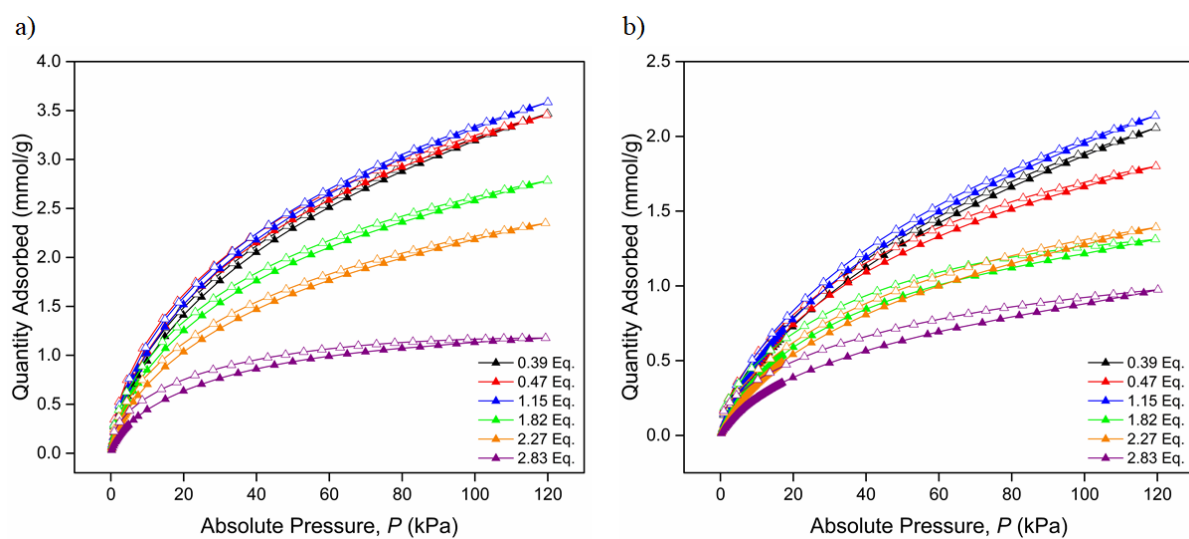 a)
4.0
3.5
3.0
2.5
2.0
1.5
1.0
0.5
0.0
Quantity Adsorbed (mmol/g)
0.39 Eq.
0.47 Eq.
1.15 Eq.
1.82 Eq.
2.27 Eq.
2.83 Eq.
0 20 40 60 80 100 120
Absolute Pressure, P (kPa)
b)
2.5
2.0
1.5
1.0
0.5
0.0
Quantity Adsorbed (mmol/g)
0.39 Eq.
0.47 Eq.
1.15 Eq.
1.82 Eq.
2.27 Eq.
2.83 Eq.
0 20 40 60 80 100 120
Absolute Pressure, P (kPa)